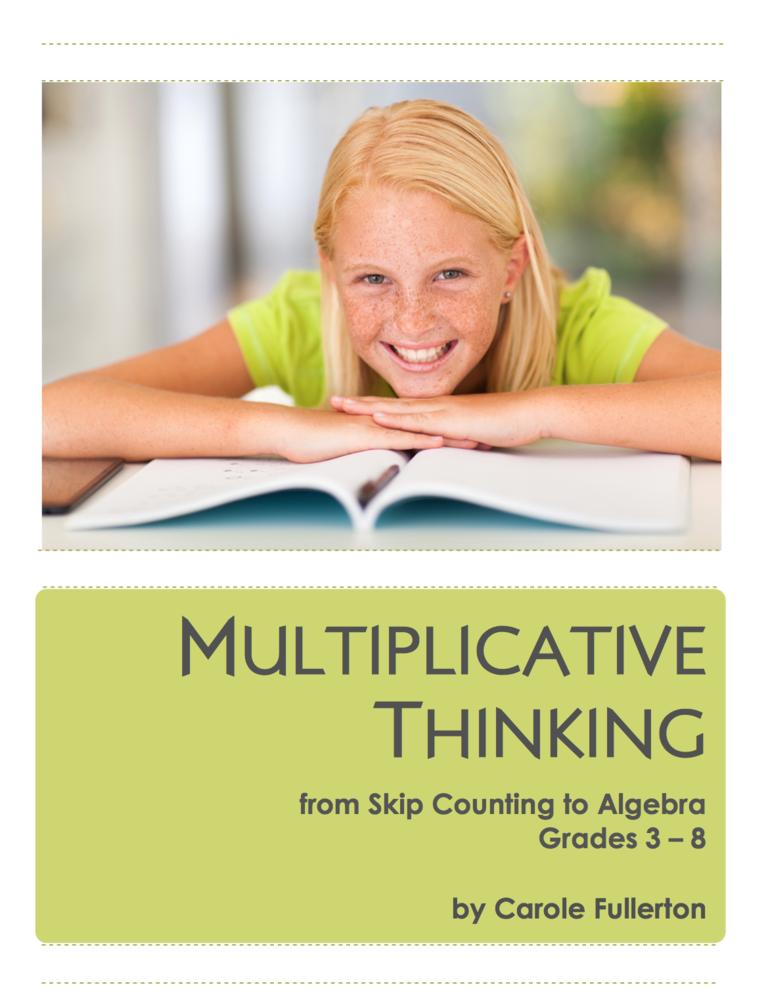 MULTIPLICATIVE
THINKING
from Skip Counting to Algebra
Grades 3 – 8
by Carole Fullerton